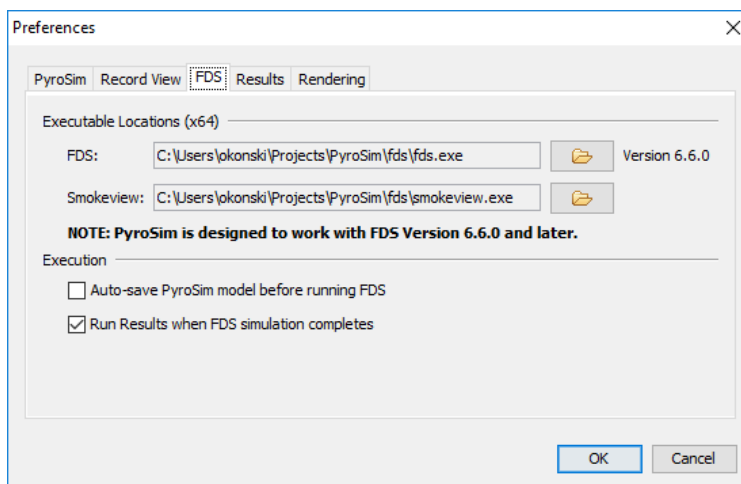 Preferences
PyroSim Record View FDS Results Rendering
Executable Locations (x64)
FDS: C:\Users\okonski\Projects\PyroSim\fds\fds.exe Version 6.6.0
Smokeview: C:\Users\okonski\Projects\PyroSim\fds\smokeview.exe
NOTE: PyroSim is designed to work with FDS Version 6.6.0 and later.
Execution
Auto-save PyroSim model before running FDS
Run Results when FDS simulation completes
OK Cancel